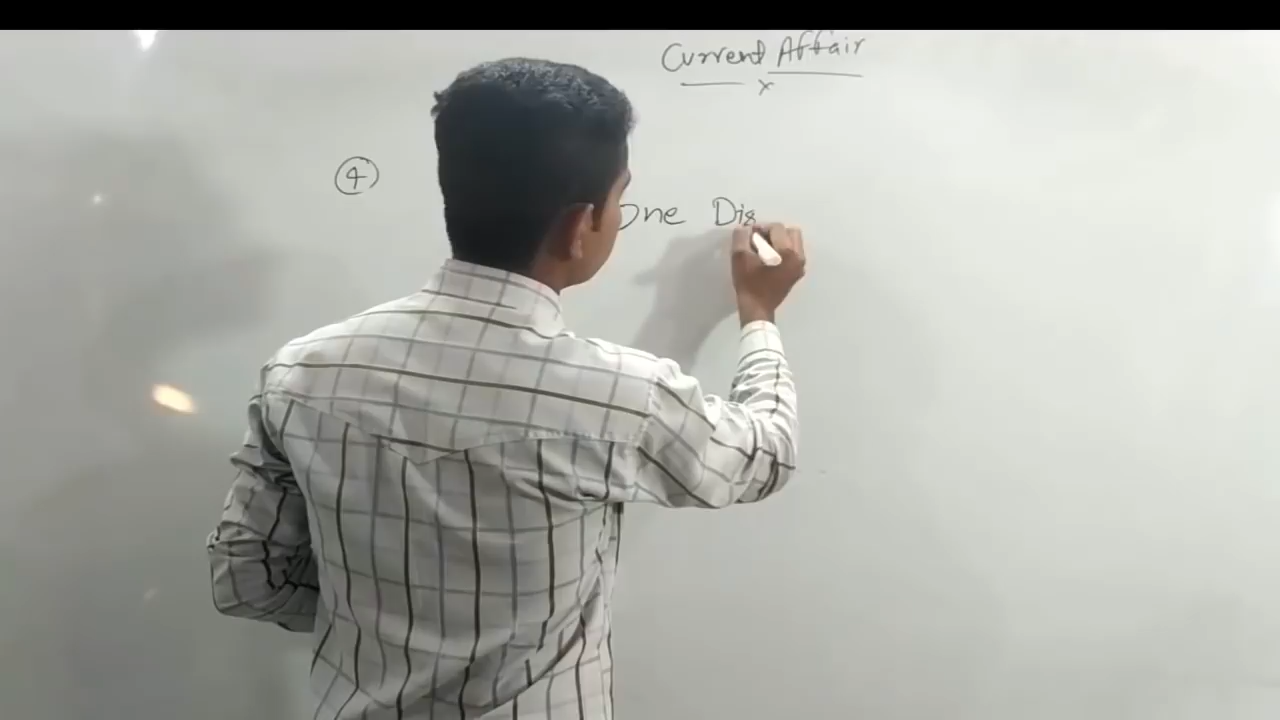 Current Affair
x
④
One Dis